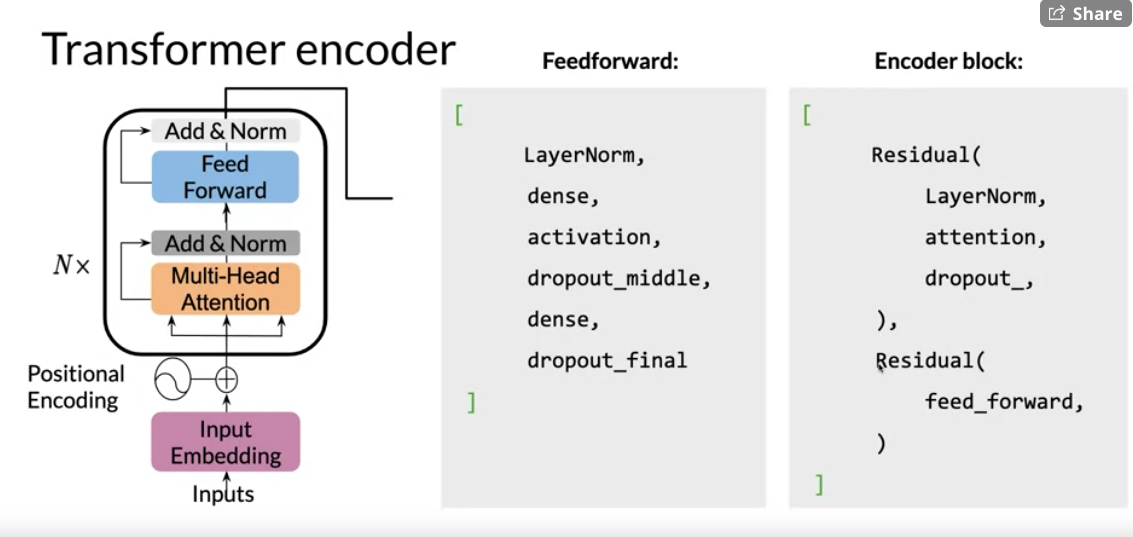 Share
Transformer encoder
Add & Norm
Feed
Forward
Add & Norm
Multi-Head
Attention
N×
Positional
Encoding
Input
Embedding
Inputs
Feedforward:
[
LayerNorm,
dense,
activation,
dropout_middle,
dense,
dropout_final
]
Encoder block:
[
Residual(
LayerNorm,
attention,
dropout_,
),
Residual(
feed_forward,
)
]